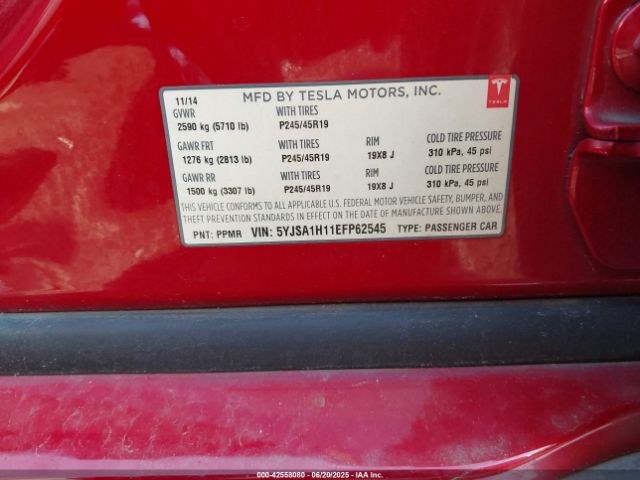 11/14 MFD BY TESLA MOTORS, INC.
GVWR WITH TIRES
2590 kg (5710 lb) P245/45R19
GAWR FRT WITH TIRES RIM COLD TIRE PRESSURE
1276 kg (2813 lb) P245/45R19 19X8 J 310 kPa, 45 psi
GAWR RR WITH TIRES RIM COLD TIRE PRESSURE
1500 kg (3307 lb) P245/45R19 19X8 J 310 kPa, 45 psi
THIS VEHICLE CONFORMS TO ALL APPLICABLE U.S. FEDERAL MOTOR VEHICLE SAFETY, BUMPER, AND
THEFT PREVENTION STANDARDS IN EFFECT ON THE DATE OF MANUFACTURE SHOWN ABOVE.
PNT: PPMR VIN: 5YJSA1H11EFP62545 TYPE: PASSENGER CAR
TESLA
000-42558080 - 06/20/2025 - IAAI.COM